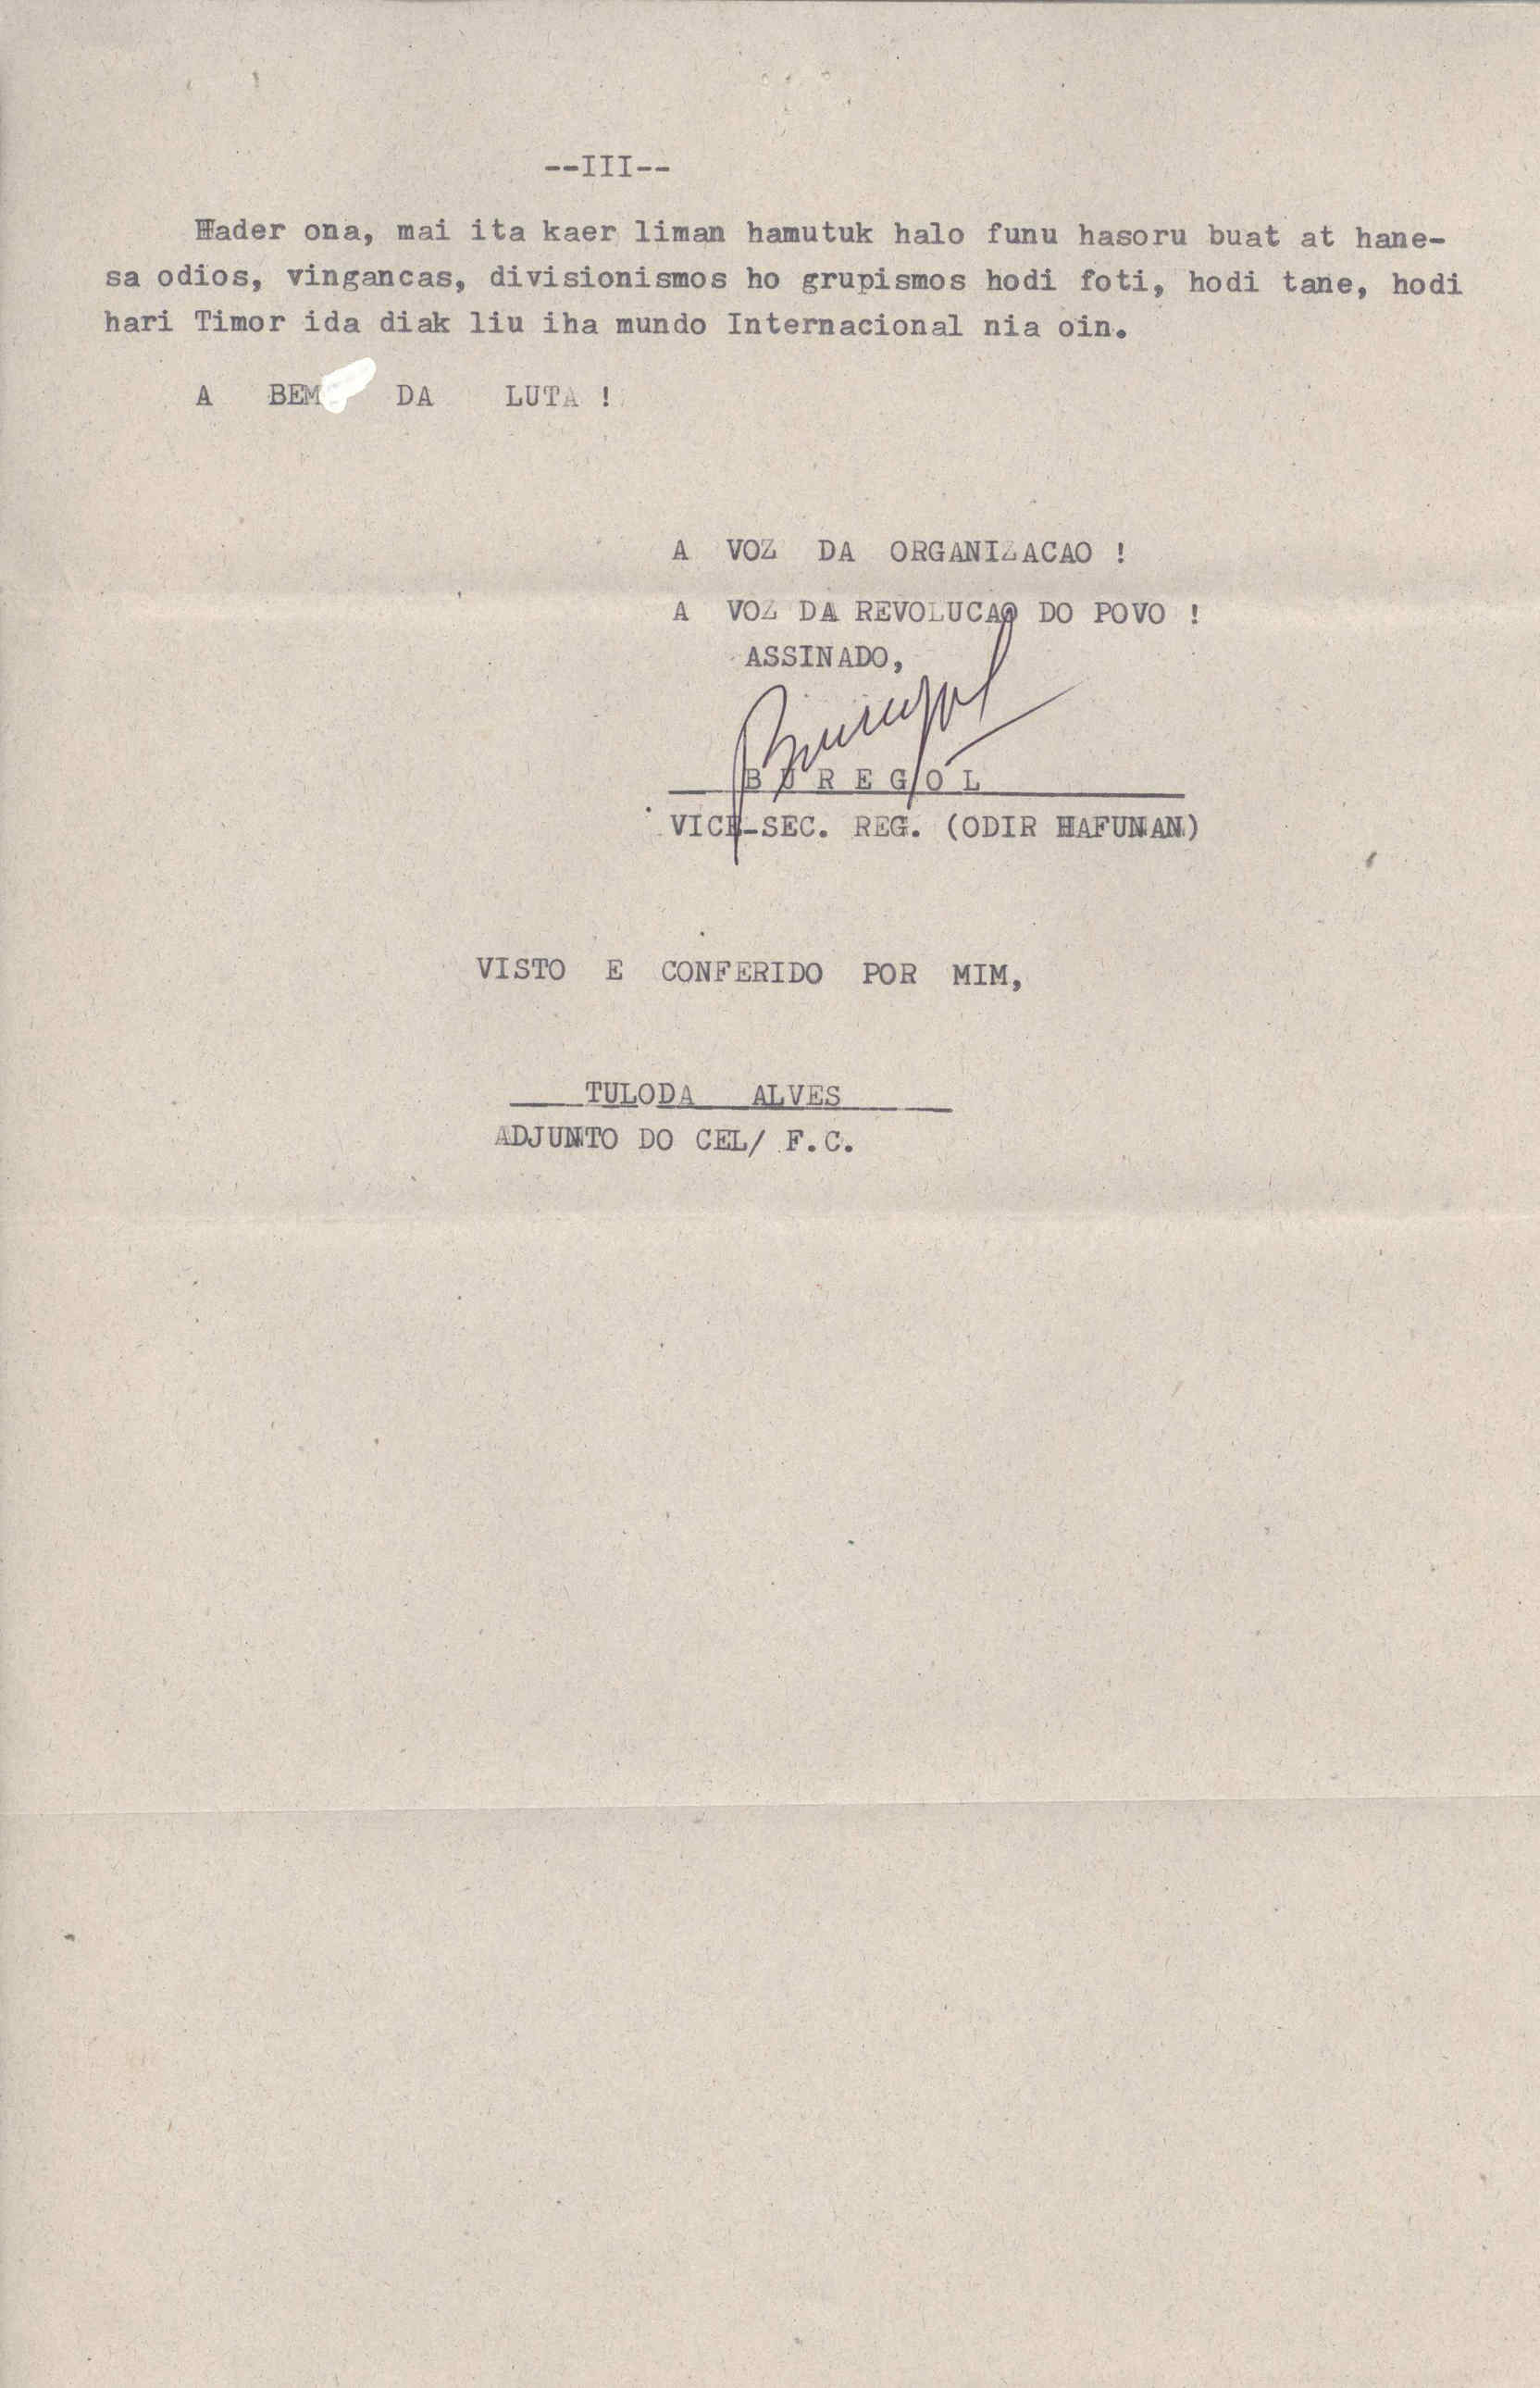 --III--
Hader ona, mai ita kaer liman hamutuk halo funu hasoru buat at hane-
sa odios, vingancas, divisionismos ho grupismos hodi foti, hodi tane, hodi
hari Timor ida diak liu iha mundo Internacional nia oin.
A BEM DA LUTA !
A VOZ DA ORGANIZACAO !
A VOZ DA REVOLUCAO DO POVO !
ASSINADO,
Buregol
B U R E G O L
VICE-SEC. REG. (ODIR HAFUNAN)
VISTO E CONFERIDO POR MIM,
TULODA ALVES
ADJUNTO DO CEL/ F.C.